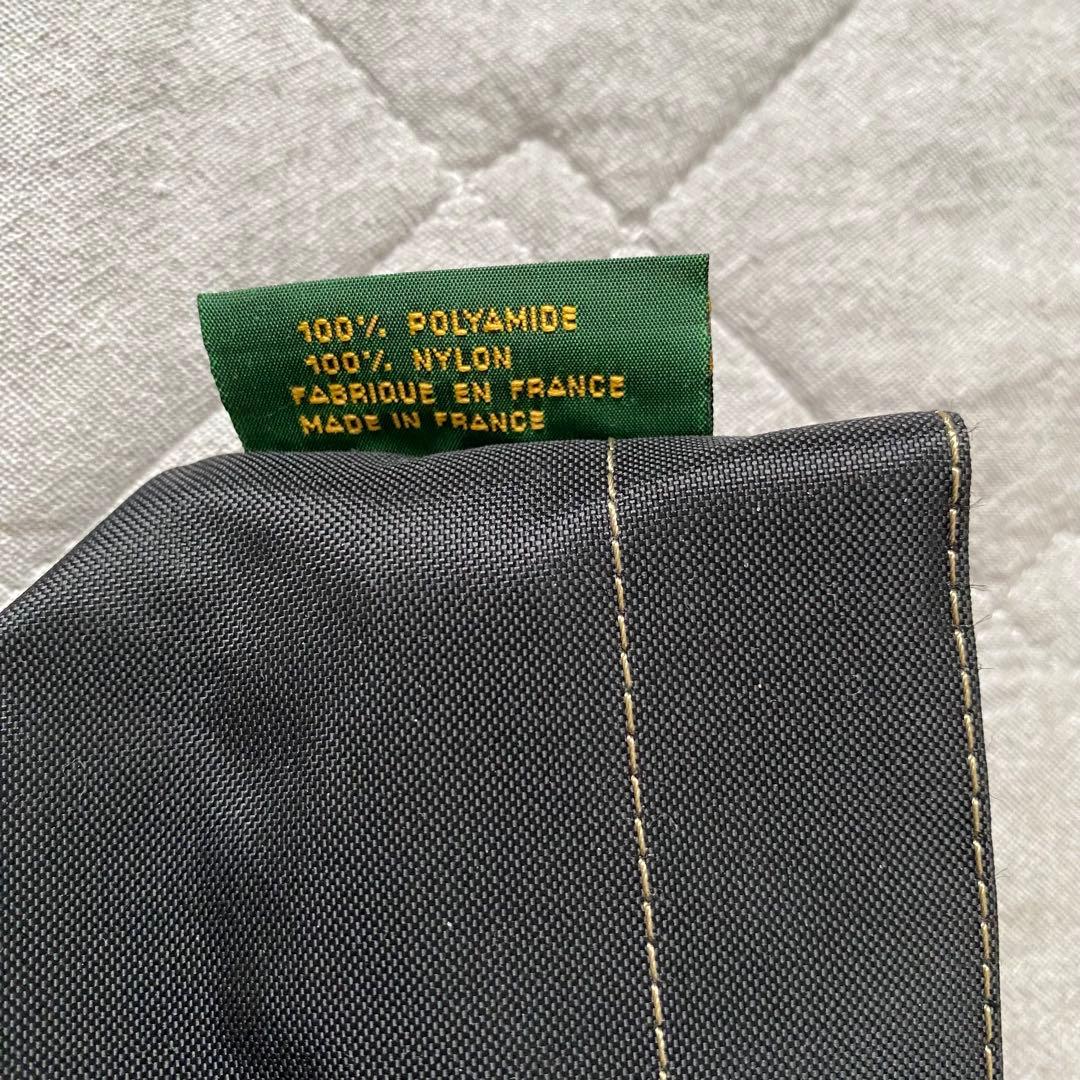 100% POLYAMIDE
100% NYLON
FABRIQUE EN FRANCE
MADE IN FRANCE